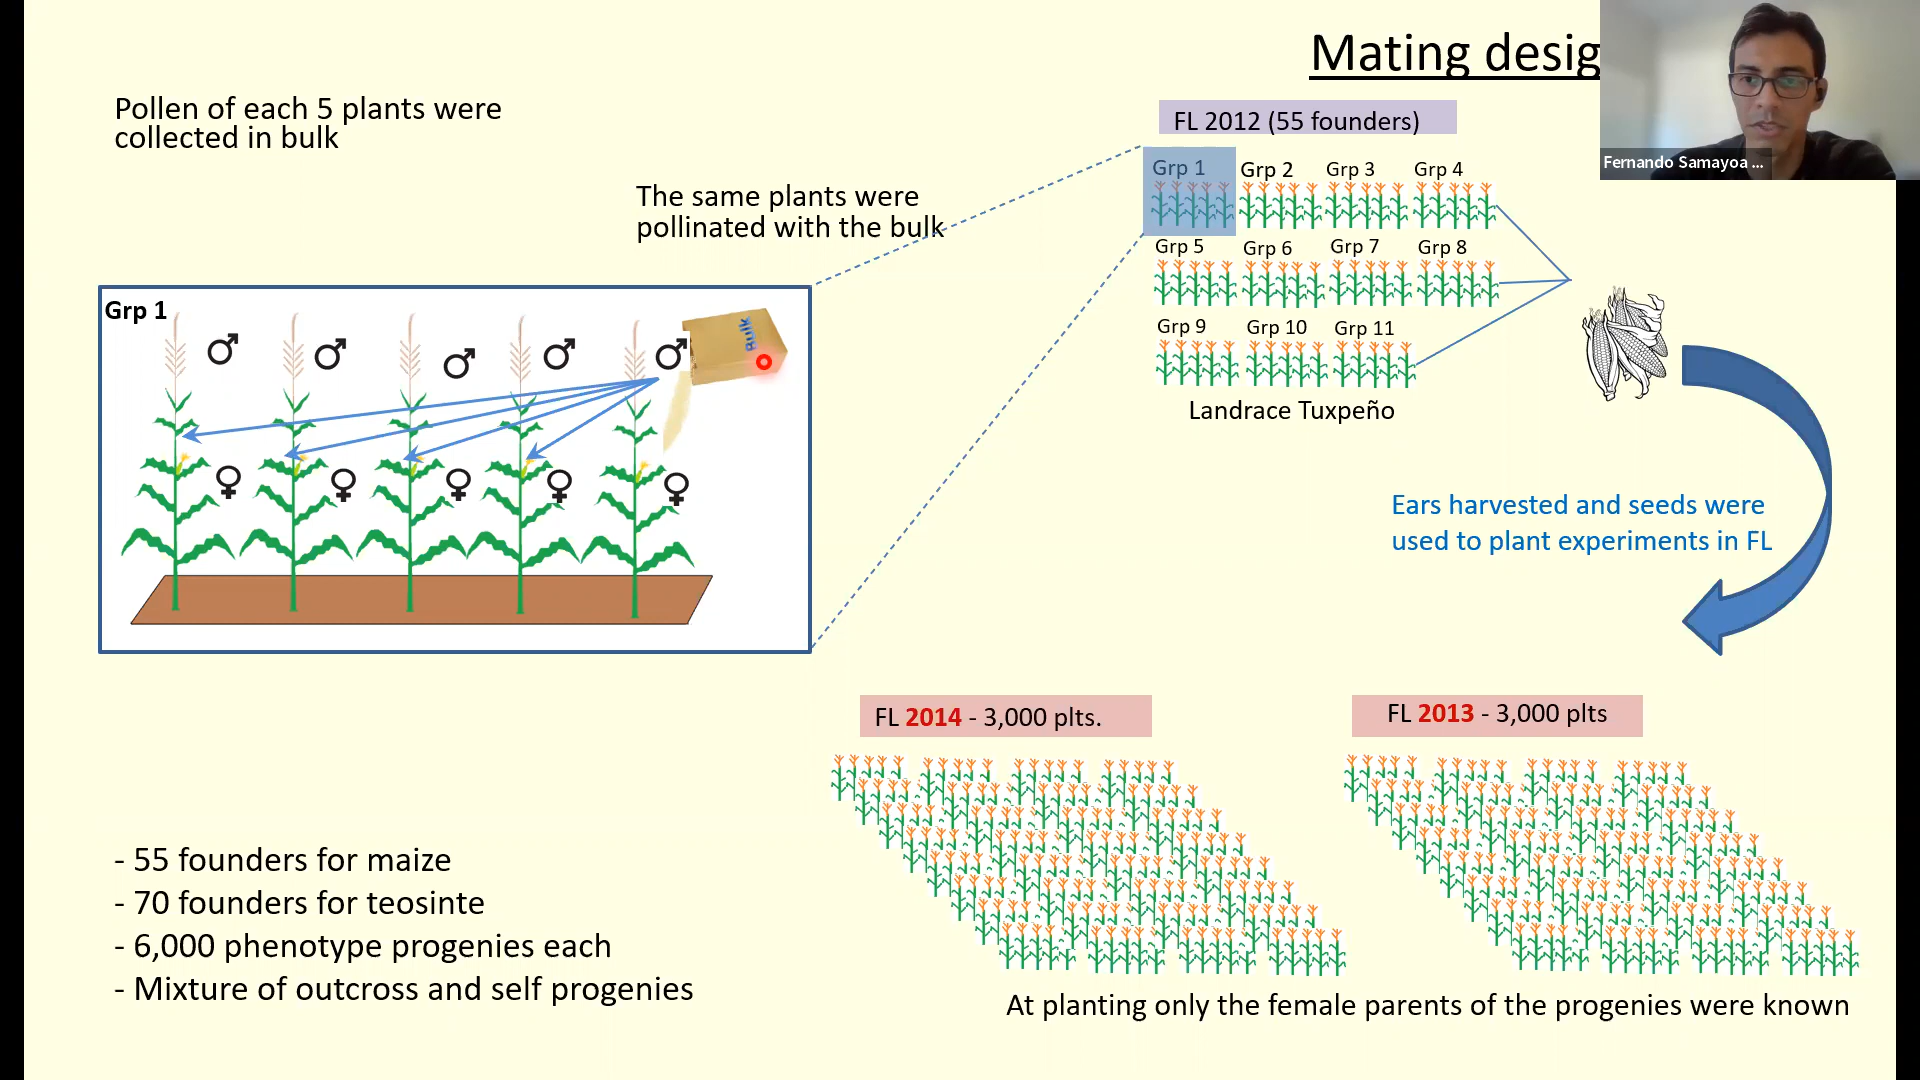 Mating desig
Pollen of each 5 plants were
collected in bulk
FL 2012 (55 founders)
Fernando Samayoa ...
The same plants were
pollinated with the bulk
Grp 1
Grp 2
Grp 3
Grp 4
Grp 5
Grp 6
Grp 7
Grp 8
Grp 9
Grp 10
Grp 11
Landrace Tuxpeño
Grp 1
Bulk
Ears harvested and seeds were
used to plant experiments in FL
FL 2014 - 3,000 plts.
FL 2013 - 3,000 plts
- 55 founders for maize
- 70 founders for teosinte
- 6,000 phenotype progenies each
- Mixture of outcross and self progenies
At planting only the female parents of the progenies were known